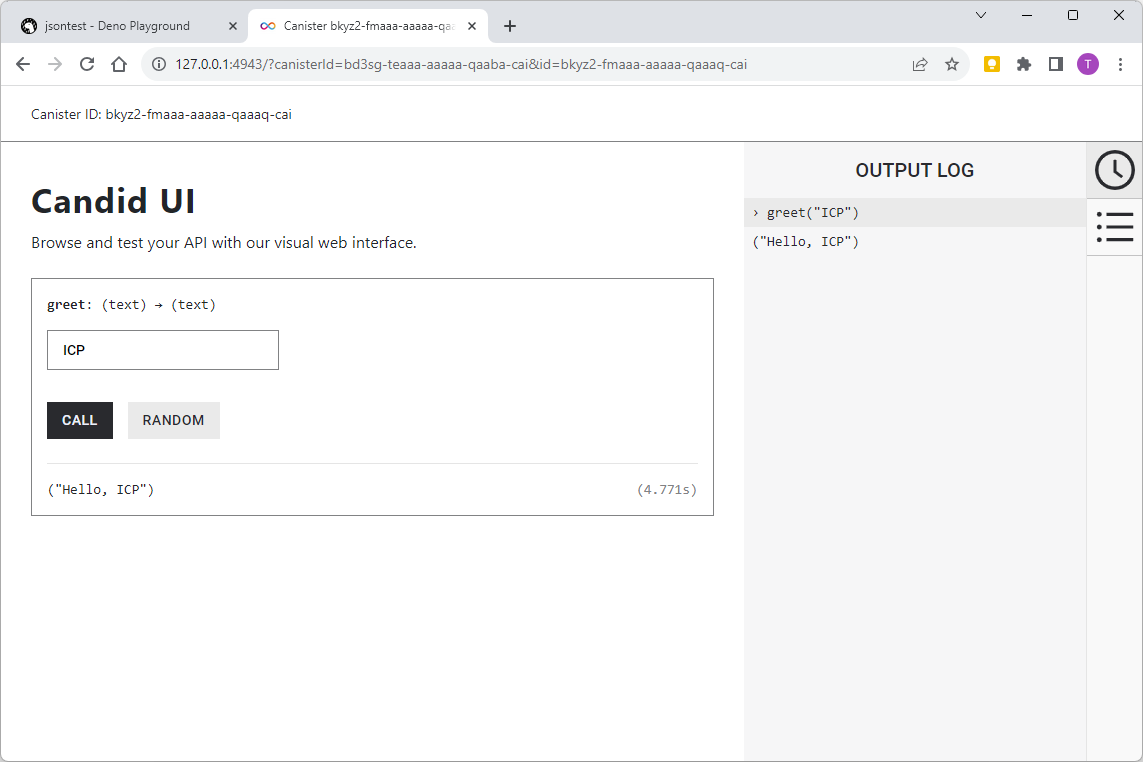 jsontest - Deno Playground
Canister bkyz2-fmaaa-aaaaa-qaa
127.0.0.1:4943/?canisterId=bd3sg-teaaa-aaaaa-qaaba-cai&id=bkyz2-fmaaa-aaaaa-qaaaq-cai
T
Canister ID: bkyz2-fmaaa-aaaaa-qaaaq-cai
Candid UI
Browse and test your API with our visual web interface.
greet: (text) → (text)
ICP
CALL
RANDOM
("Hello, ICP")
(4.771s)
OUTPUT LOG
› greet("ICP")
("Hello, ICP")